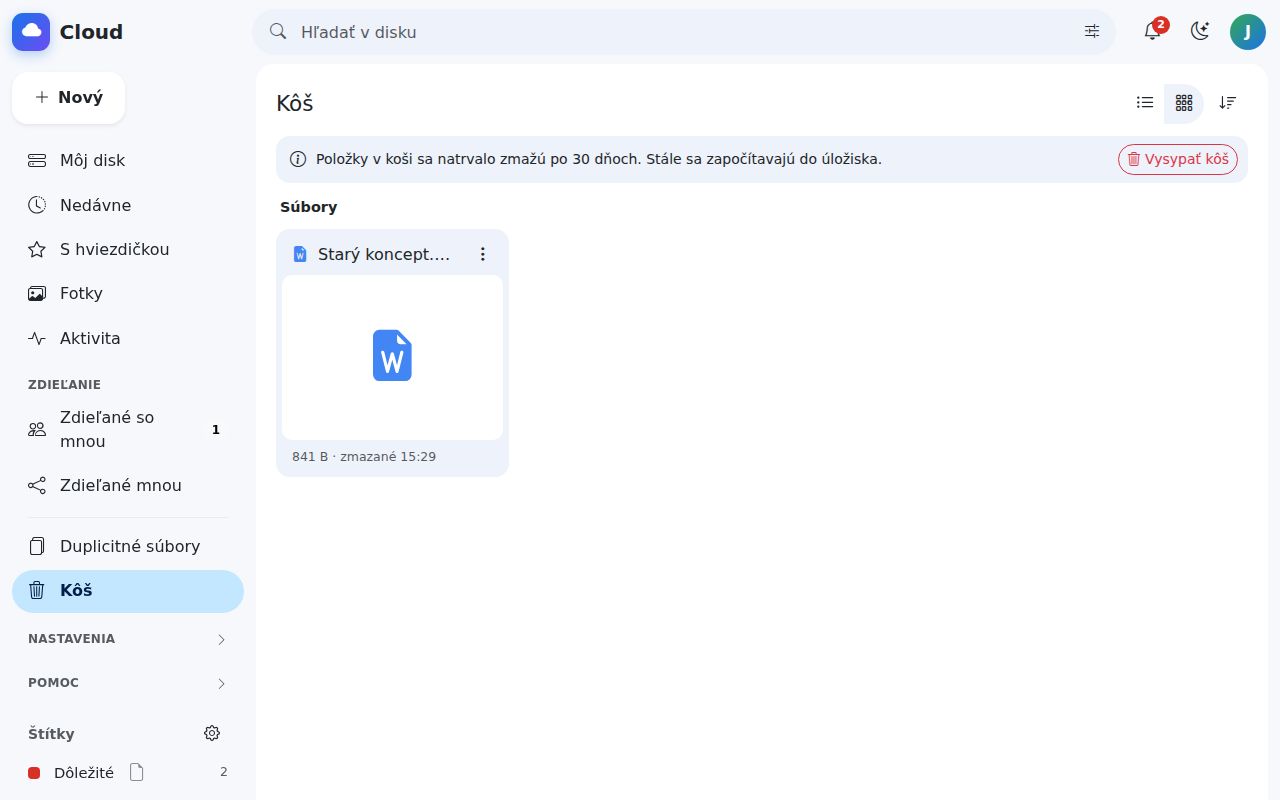 Cloud
Hľadať v disku
2
J
Nový
Môj disk
Nedávne
S hviezdičkou
Fotky
Aktivita
ZDIEĽANIE
Zdieľané so
mnou
1
Zdieľané mnou
Duplicitné súbory
Kôš
NASTAVENIA
POMOC
Štítky
Dôležité
2
Kôš
Položky v koši sa natrvalo zmažú po 30 dňoch. Stále sa započítavajú do úložiska.
Vysypať kôš
Súbory
Starý koncept....
W
841 B · zmazané 15:29